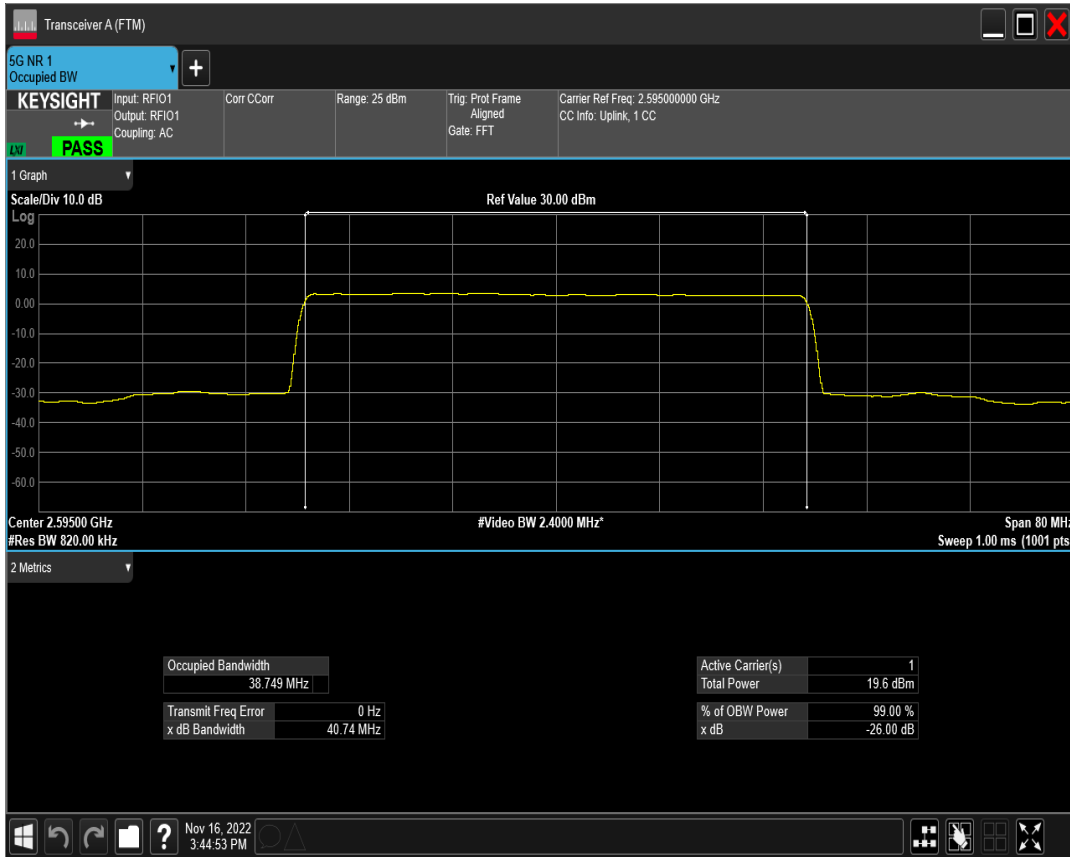 Transceiver A (FTM)
5G NR 1
Occupied BW
+
KEYSIGHT
LXI
PASS
Input: RFIO1
Output: RFIO1
Coupling: AC
Corr CCorr
Range: 25 dBm
Trig: Prot Frame
Aligned
Gate: FFT
Carrier Ref Freq: 2.595000000 GHz
CC Info: Uplink, 1 CC
1 Graph
Scale/Div 10.0 dB
Ref Value 30.00 dBm
Log
20.0
10.0
0.00
-10.0
-20.0
-30.0
-40.0
-50.0
-60.0
Center 2.59500 GHz
#Video BW 2.4000 MHz*
Span 80 MHz
#Res BW 820.00 kHz
Sweep 1.00 ms (1001 pts
2 Metrics
Occupied Bandwidth
38.749 MHz
Transmit Freq Error 0 Hz
x dB Bandwidth 40.74 MHz
Active Carrier(s) 1
Total Power 19.6 dBm
% of OBW Power 99.00 %
x dB -26.00 dB
?
Nov 16, 2022
3:44:53 PM